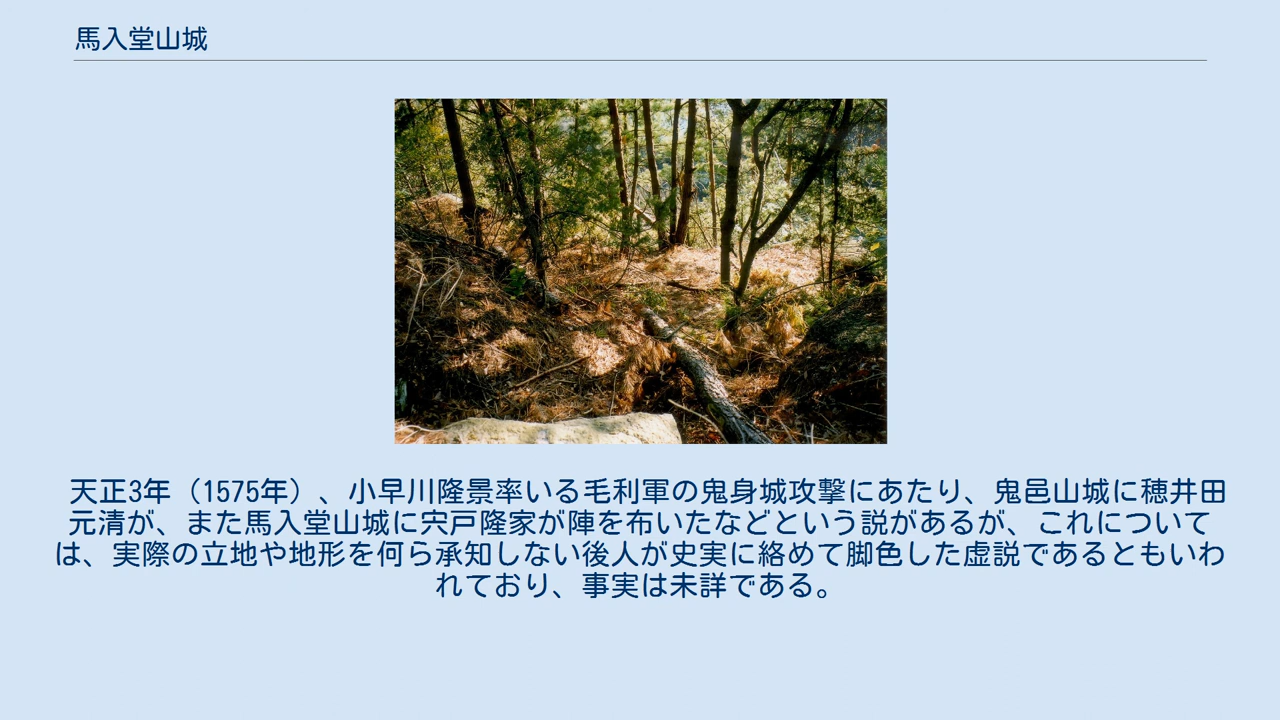 馬入堂山城
天正3年（1575年）、小早川隆景率いる毛利軍の鬼身城攻撃にあたり、鬼邑山城に穂井田
元清が、また馬入堂山城に宍戸隆家が陣を布いたなどという説があるが、これについて
は、実際の立地や地形を何ら承知しない後人が史実に絡めて脚色した虚説であるともいわ
れており、事実は未詳である。